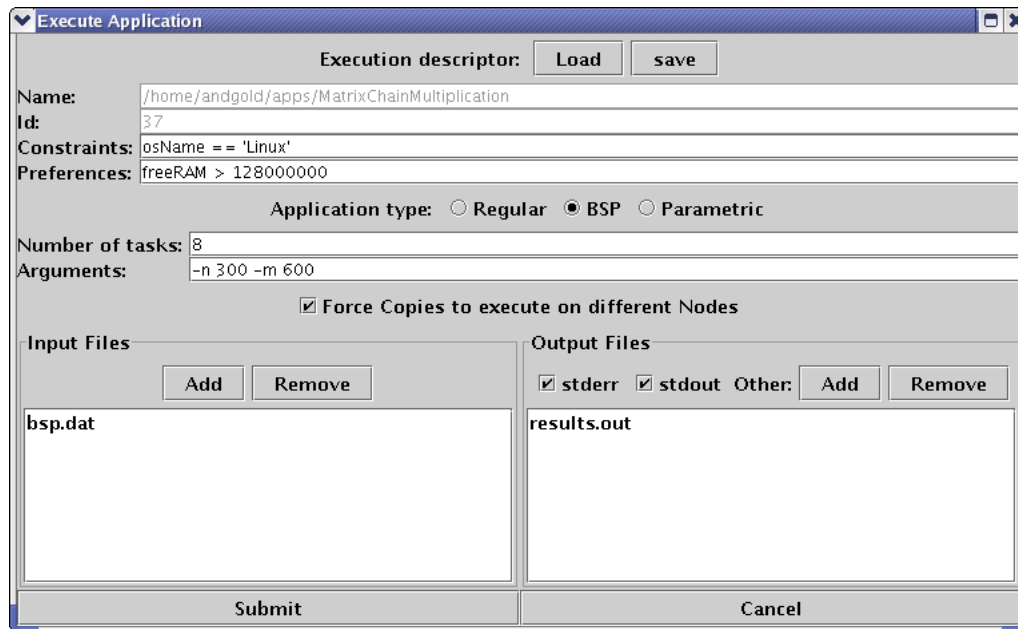 Execute Application
Execution descriptor: Load save
Name: /home/andgold/apps/MatrixChainMultiplication
Id: 37
Constraints: osName == 'Linux'
Preferences: freeRAM > 128000000
Application type: Regular BSP Parametric
Number of tasks: 8
Arguments: -n 300 -m 600
Force Copies to execute on different Nodes
Input Files
Add Remove
bsp.dat
Output Files
stderr stdout Other: Add Remove
results.out
Submit Cancel